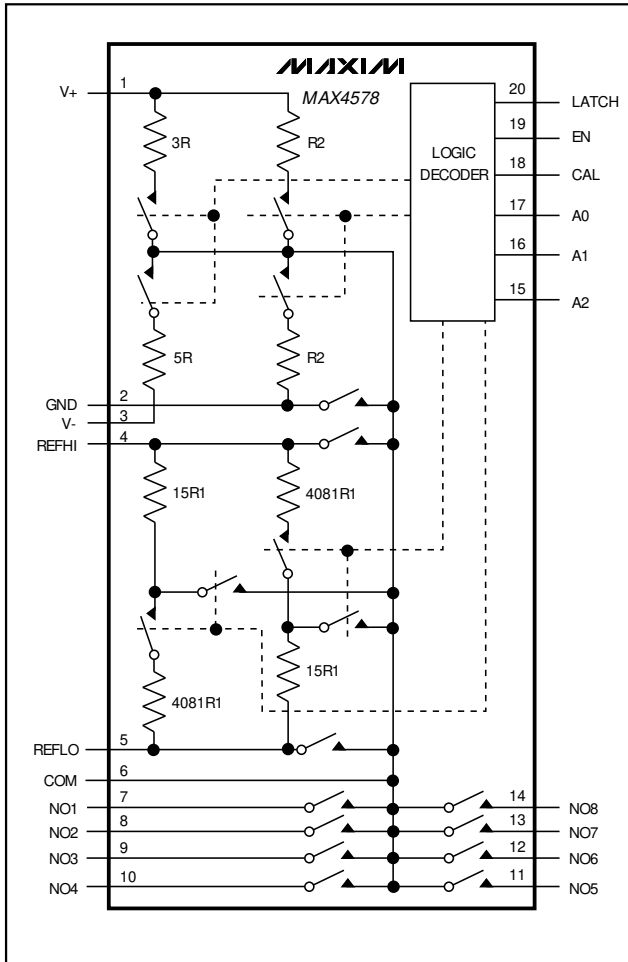 MAXIM
MAX4578
V+ 1
3R
R2
LOGIC
DECODER
20 LATCH
19 EN
18 CAL
17 A0
16 A1
15 A2
5R
R2
GND 2
V- 3
REFHI 4
15R1
4081R1
4081R1
15R1
REFLO 5
COM 6
NO1 7
14 NO8
NO2 8
13 NO7
NO3 9
12 NO6
NO4 10
11 NO5